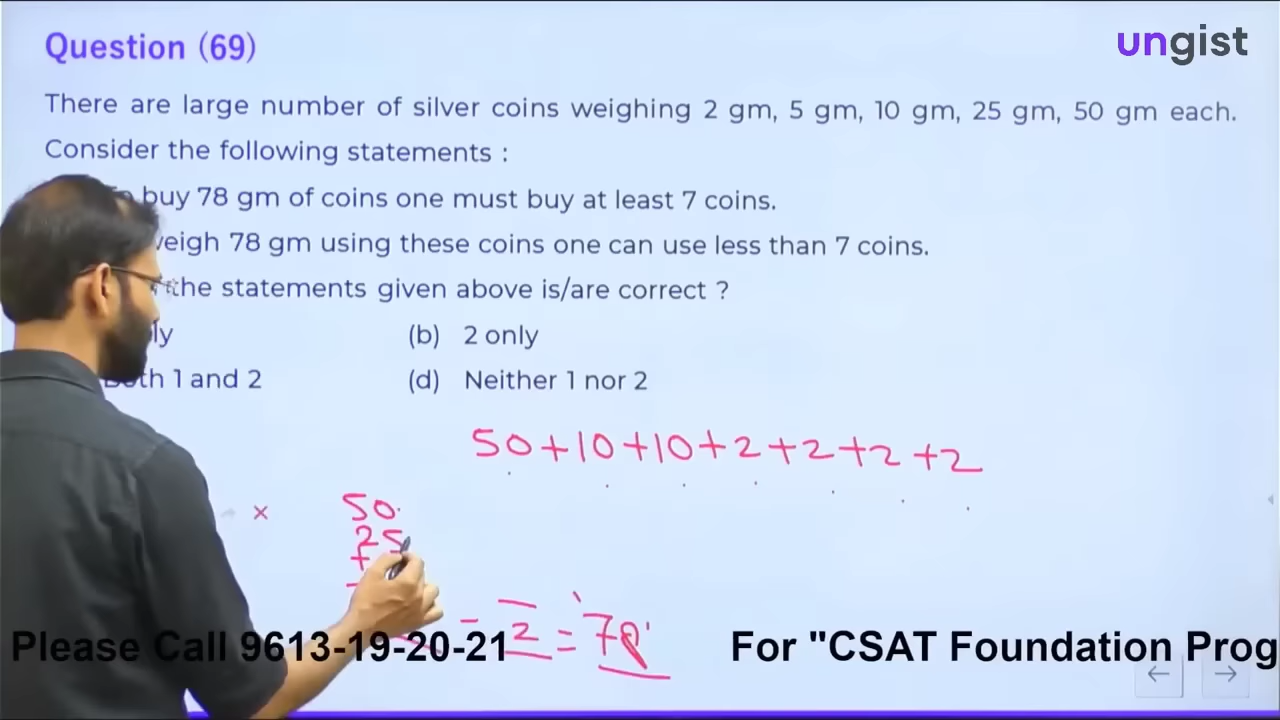 Question (69)
ungist
There are large number of silver coins weighing 2 gm, 5 gm, 10 gm, 25 gm, 50 gm each.
Consider the following statements :
buy 78 gm of coins one must buy at least 7 coins.
weigh 78 gm using these coins one can use less than 7 coins.
the statements given above is/are correct ?
(b) 2 only
Both 1 and 2 (d) Neither 1 nor 2
50+10+10+2+2+2+2
×
50
25
+
2 = 78
Please Call 9613-19-20-21 For "CSAT Foundation Prog